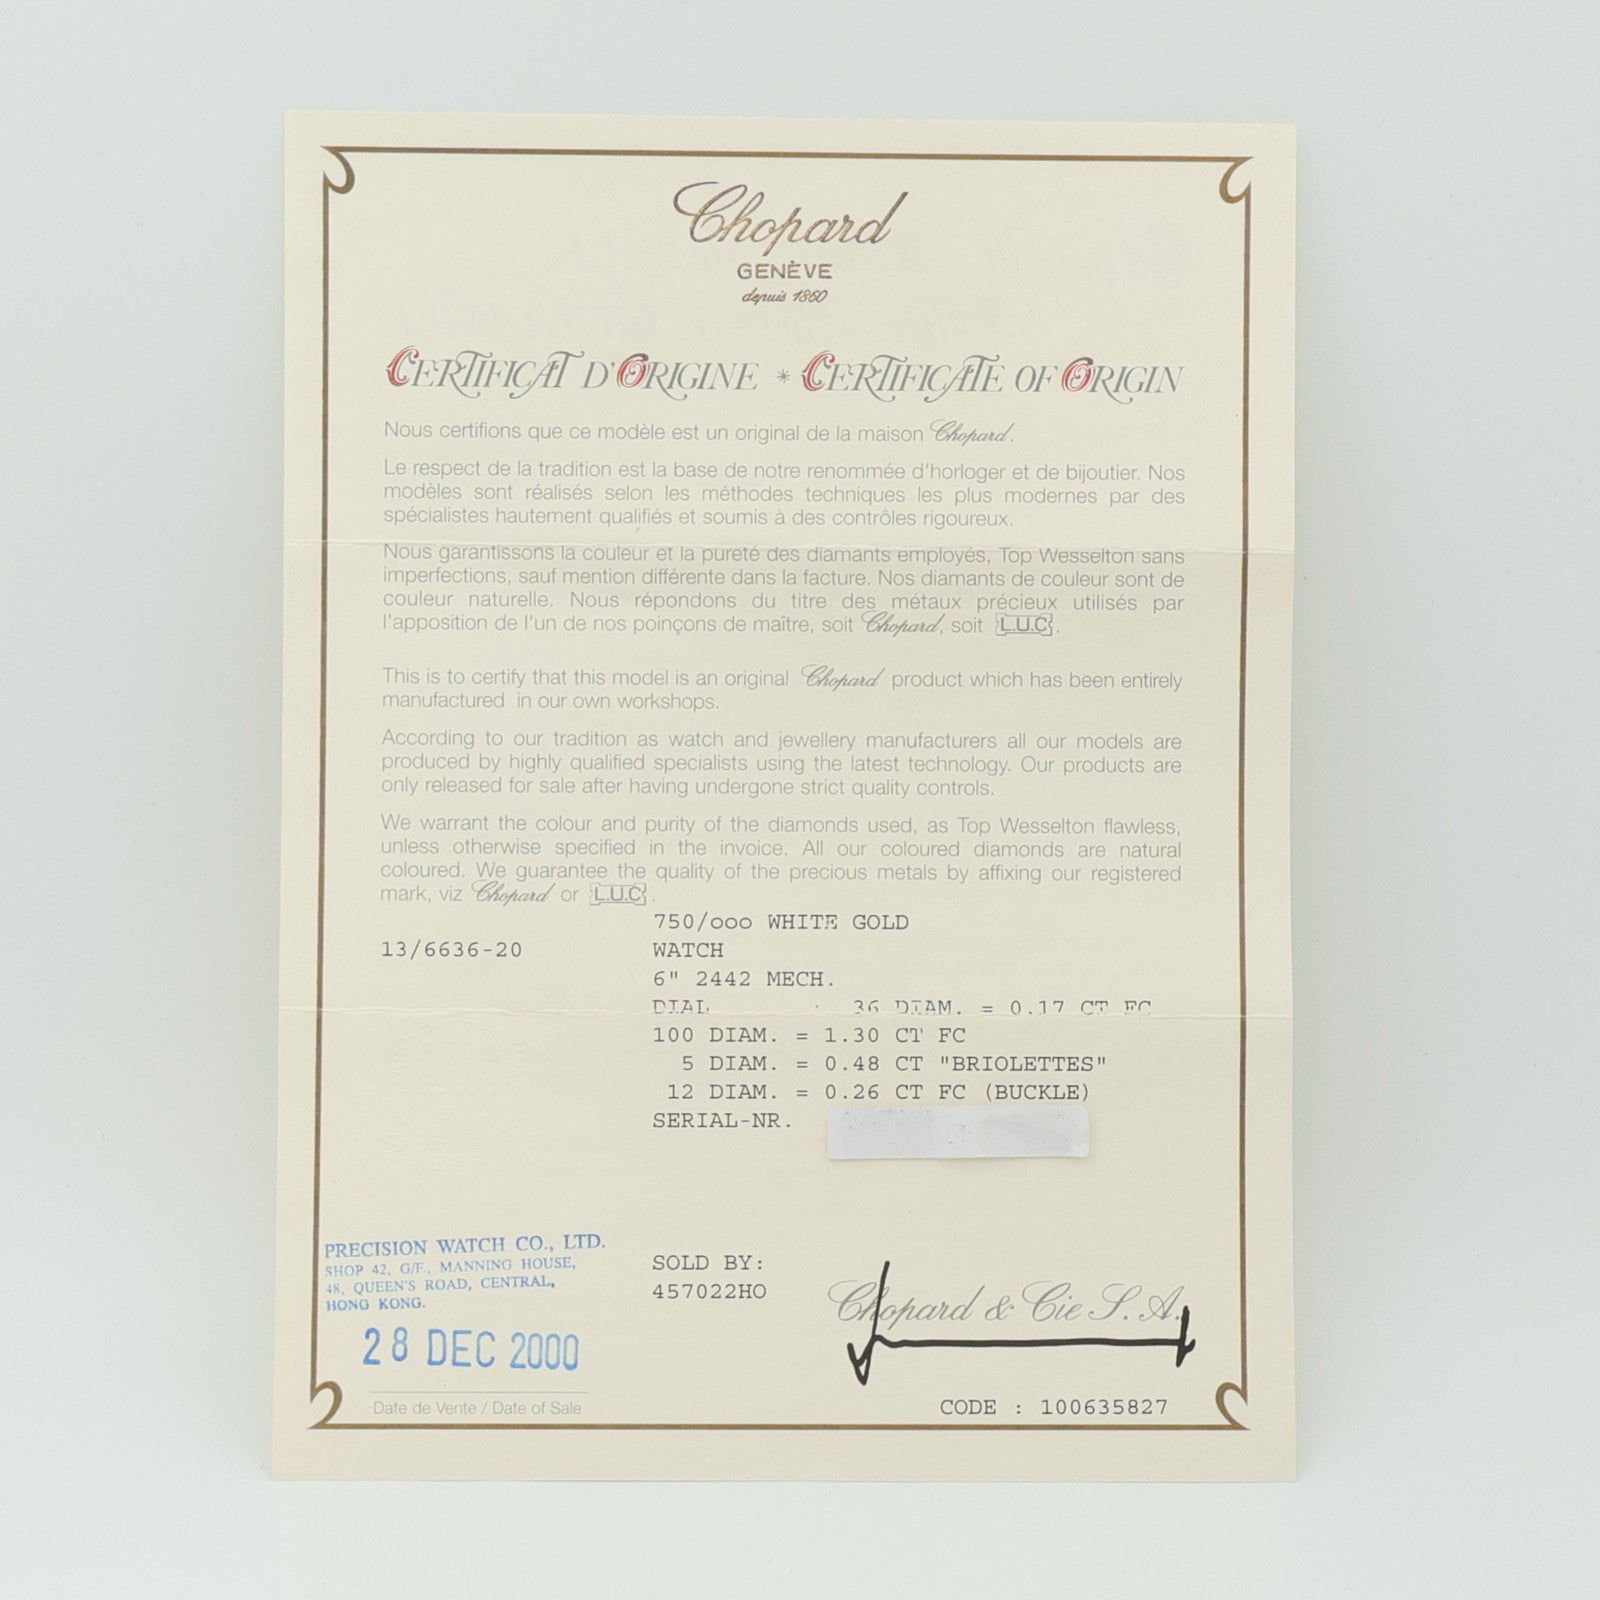 Chopard
GENÈVE
depuis 1860
CERTIFICAT D'ORIGINE * CERTIFICATE OF ORIGIN
Nous certifions que ce modèle est un original de la maison Chopard.
Le respect de la tradition est la base de notre renommée d'horloger et de bijoutier. Nos
modèles sont réalisés selon les méthodes techniques les plus modernes par des
spécialistes hautement qualifiés et soumis à des contrôles rigoureux.
Nous garantissons la couleur et la pureté des diamants employés, Top Wesselton sans
imperfections, sauf mention différente dans la facture. Nos diamants de couleur sont de
couleur naturelle. Nous répondons du titre des métaux précieux utilisés par
l'apposition de l'un de nos poinçons de maître, soit Chopard, soit L.U.C.
This is to certify that this model is an original Chopard product which has been entirely
manufactured in our own workshops.
According to our tradition as watch and jewellery manufacturers all our models are
produced by highly qualified specialists using the latest technology. Our products are
only released for sale after having undergone strict quality controls.
We warrant the colour and purity of the diamonds used, as Top Wesselton flawless,
unless otherwise specified in the invoice. All our coloured diamonds are natural
coloured. We guarantee the quality of the precious metals by affixing our registered
mark, viz Chopard or L.U.C.
750/ooo WHITE GOLD
13/6636-20 WATCH
6" 2442 MECH.
DIAL : 36 DIAM. = 0.17 CT FC
100 DIAM. = 1.30 CT FC
5 DIAM. = 0.48 CT "BRIOLETTES"
12 DIAM. = 0.26 CT FC (BUCKLE)
SERIAL-NR.
PRECISION WATCH CO., LTD.
SHOP 42, G/F., MANNING HOUSE,
48, QUEEN'S ROAD, CENTRAL,
HONG KONG.
28 DEC 2000
Date de Vente / Date of Sale
SOLD BY:
457022HO
Chopard & Cie S.A.
CODE : 100635827